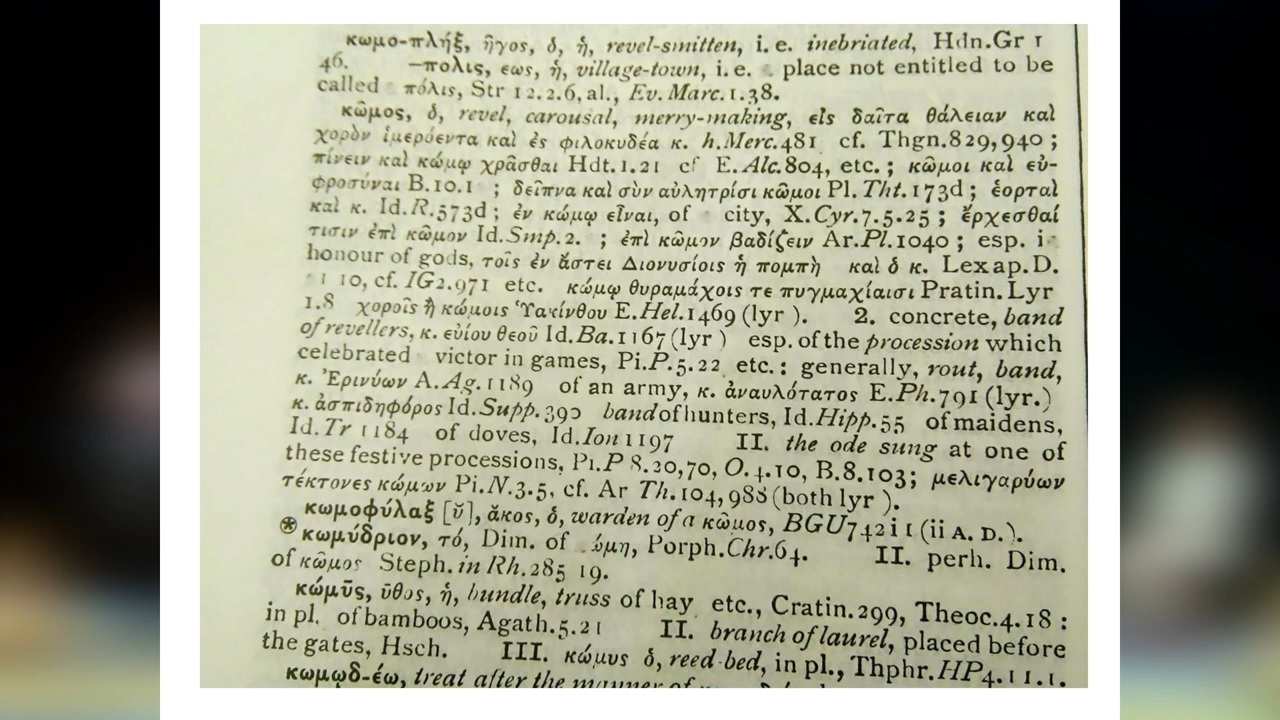 κωμο-πλήξ, ῆγος, ὁ, ἡ, revel-smitten, i. e. inebriated, Hdn.Gr 1
46. —πολις, εως, ἡ, village-town, i. e. place not entitled to be
called πόλις, Str 12.2.6, al., Ev. Marc. 1.38.
κῶμος, ὁ, revel, carousal, merry-making, εἰς δαῖτα θάλειαν καὶ
χορὸν ἱμερόεντα καὶ ἐς φιλοκυδέα κ. h.Merc.481 cf. Thgn.829,940;
πίνειν καὶ κώμῳ χρᾶσθαι Hdt.1.21 cf E.Alc.804, etc.; κῶμοι καὶ εὐ-
φροσύναι B.10.1 ; δεῖπνα καὶ σὺν αὐλητρίσι κῶμοι Pl. Tht. 173d; ἑορταὶ
καὶ κ. Id.R.573d; ἐν κώμῳ εἶναι, of city, X.Cyr.7.5.25; ἔρχεσθαί
τισιν ἐπὶ κῶμον Id.Smp.2. ; ἐπὶ κῶμον βαδίζειν Ar.Pl.1040; esp. i
honour of gods, τοῖς ἐν ἄστει Διονυσίοις ἡ πομπὴ καὶ ὁ κ. Lex ap. D.
10, cf. IG2.971 etc. κώμῳ θυραμάχοις τε πυγμαχίαισι Pratin. Lyr
1.8 χοροῖς ἢ κώμοις Ὑακίνθου E.Hel.1469 (lyr ). 2. concrete, band
of revellers, κ. εὐίου θεοῦ Id.Ba.1167 (lyr ) esp. of the procession which
celebrated victor in games, Pi.P.5.22 etc.: generally, rout, band,
κ. Ἐρινύων A.Ag.1189 of an army, κ. ἀναυλότατος E.Ph.791 (lyr.)
κ. ἀσπιδηφόρος Id.Supp.390 band of hunters, Id.Hipp.55 of maidens,
Id.Tr 1184 of doves, Id.Ion 1197 II. the ode sung at one of
these festive processions, Pi.P 8.20,70, O.4.10, B.8.103; μελιγαρύων
τέκτονες κώμων Pi.N.3.5, cf. Ar Th.104,988 (both lyr ).
κωμοφύλαξ [ῠ], ἄκος, ὁ, warden of a κῶμος, BGU742 i 1 (ii A. D.).
κωμύδριον, τό, Dim. of ώμη, Porph.Chr.64. II. perh. Dim.
of κῶμος Steph. in Rh.285 19.
κώμῡς, ῡθος, ἡ, bundle, truss of hay etc., Cratin.299, Theoc.4.18:
in pl. of bamboos, Agath.5.21 II. branch of laurel, placed before
the gates, Hsch. III. κώμυς ὁ, reed-bed, in pl., Thphr.HP4.11.1.
κωμῳδ-έω, treat after the manner of